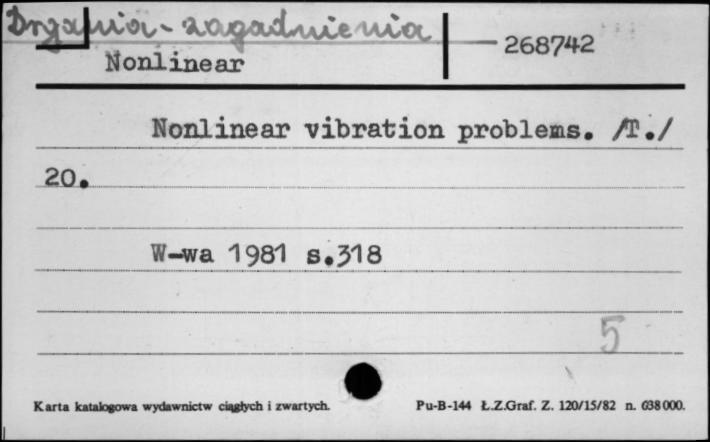 Drgania - zagadnienia
268742
Nonlinear
Nonlinear vibration problems. /T./
20.
W-wa 1981 s.318
5
Karta katalogowa wydawnictw ciągłych i zwartych.
Pu-B-144 Ł.Z.Graf. Z. 120/15/82 n. 638000.